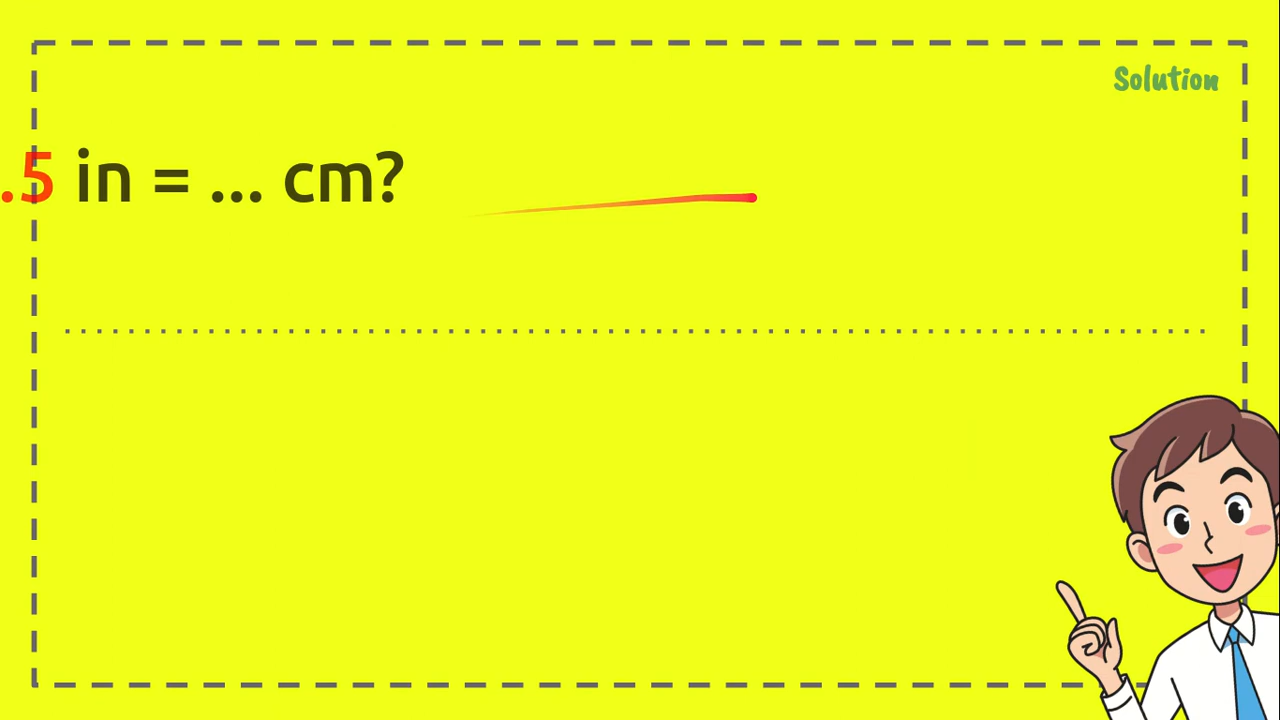 Solution
.5 in = ... cm?